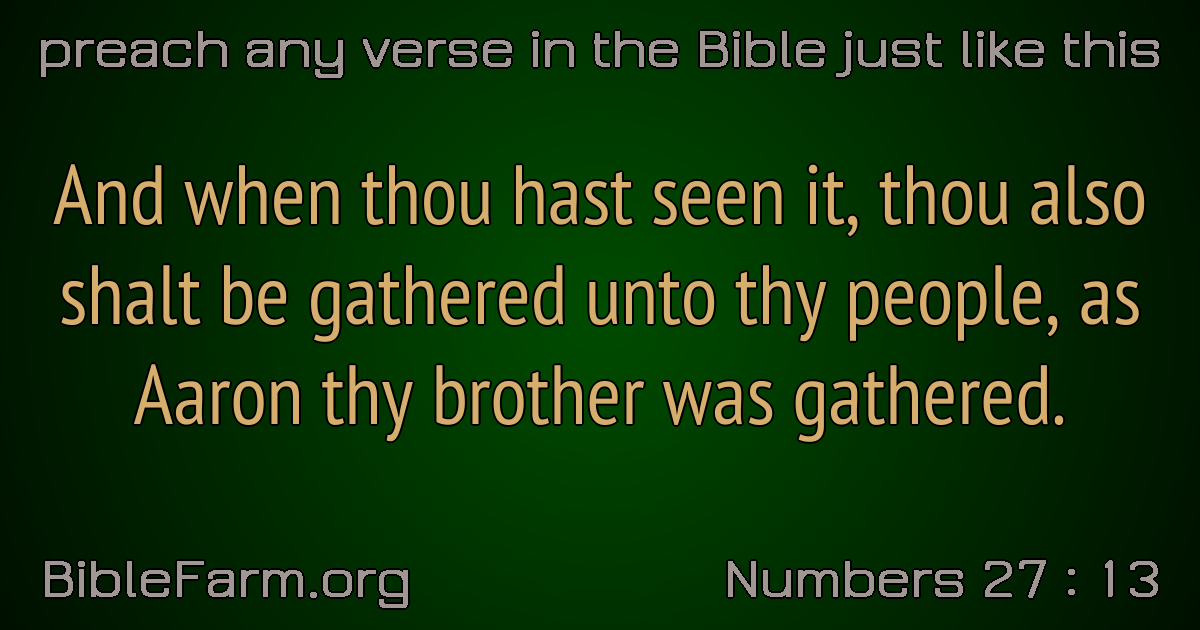 preach any verse in the Bible just like this
And when thou hast seen it, thou also
shalt be gathered unto thy people, as
Aaron thy brother was gathered.
BibleFarm.org
Numbers 27 : 13